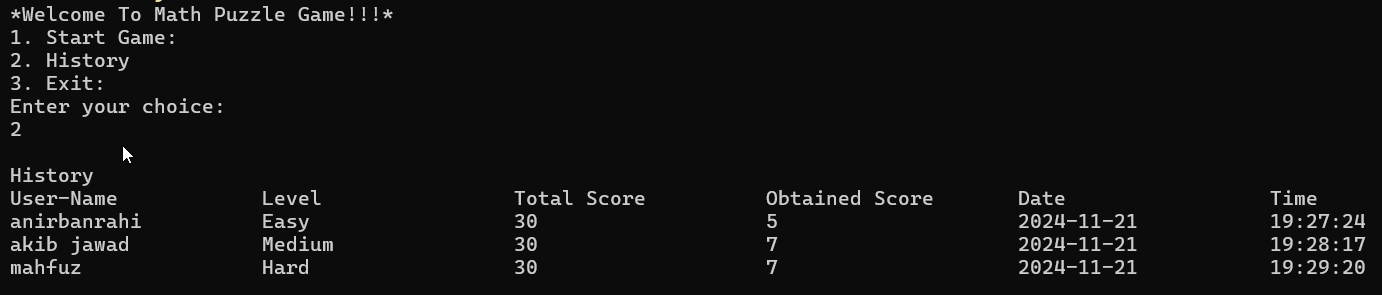 *Welcome To Math Puzzle Game!!!*
1. Start Game:
2. History
3. Exit:
Enter your choice:
2
History
User-Name Level Total Score Obtained Score Date Time
anirbanrahi Easy 30 5 2024-11-21 19:27:24
akib jawad Medium 30 7 2024-11-21 19:28:17
mahfuz Hard 30 7 2024-11-21 19:29:20